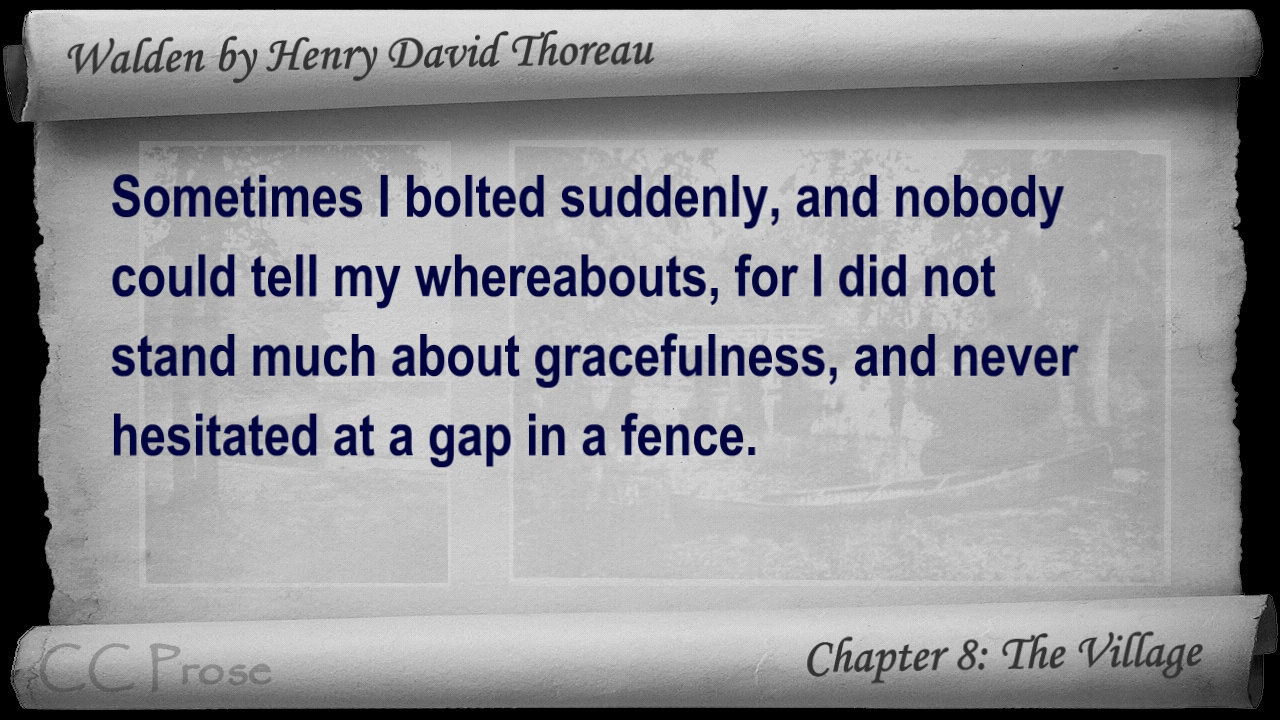 Walden by Henry David Thoreau
Sometimes I bolted suddenly, and nobody
could tell my whereabouts, for I did not
stand much about gracefulness, and never
hesitated at a gap in a fence.
CC Prose
Chapter 8: The Village